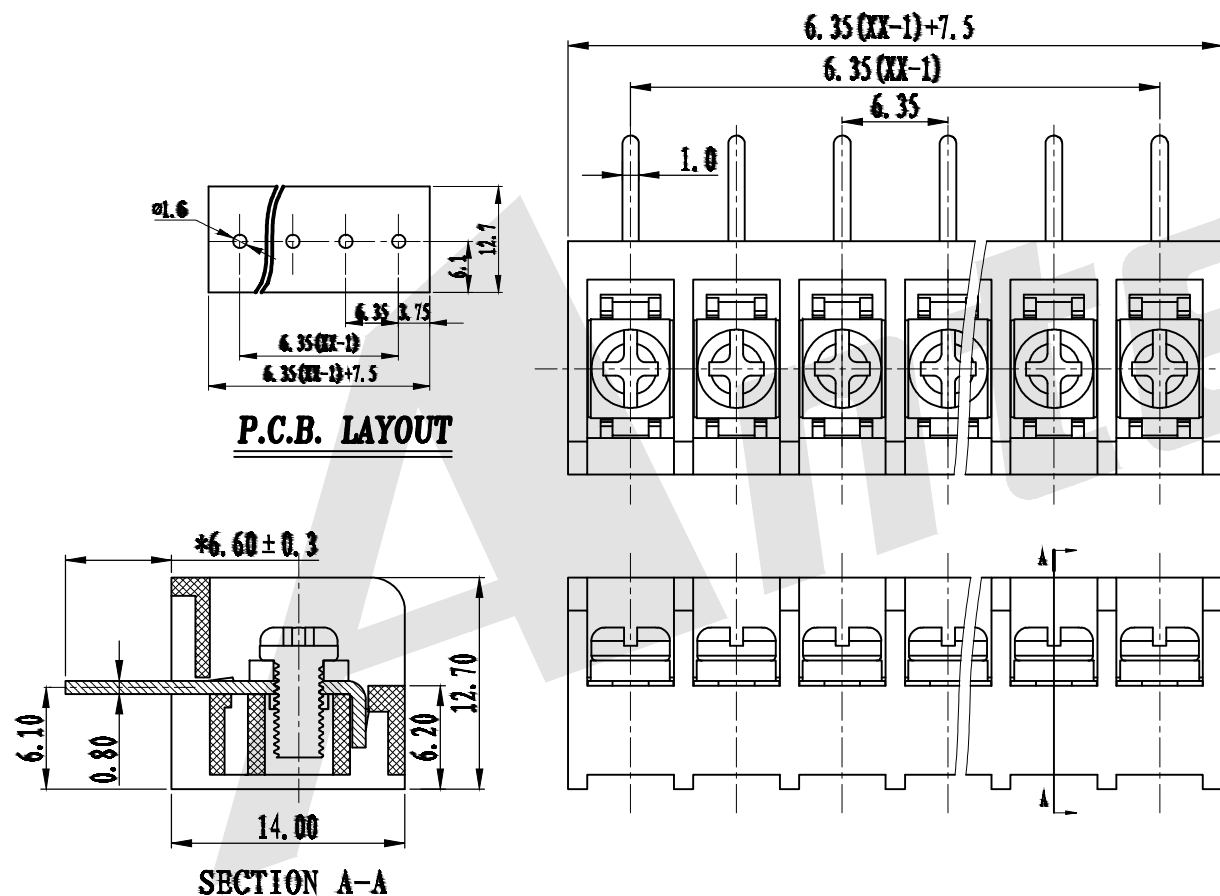 6.35(XX-1)+7.5
6.35(XX-1)
6.35
1.0
ø1.6
12.7
6.1
6.35 3.75
6.35(XX-1)
6.35(XX-1)+7.5
P.C.B. LAYOUT
*6.60±0.3
6.10
0.80
6.20
12.70
14.00
SECTION A-A
A
A
Ants